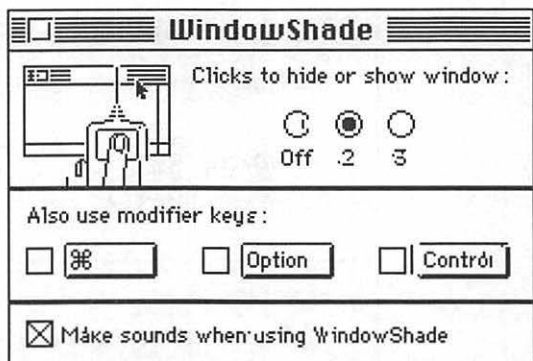 WindowShade
Clicks to hide or show window:
Off 2 3
Also use modifier keys:
⌘ Option Control
Make sounds when using WindowShade